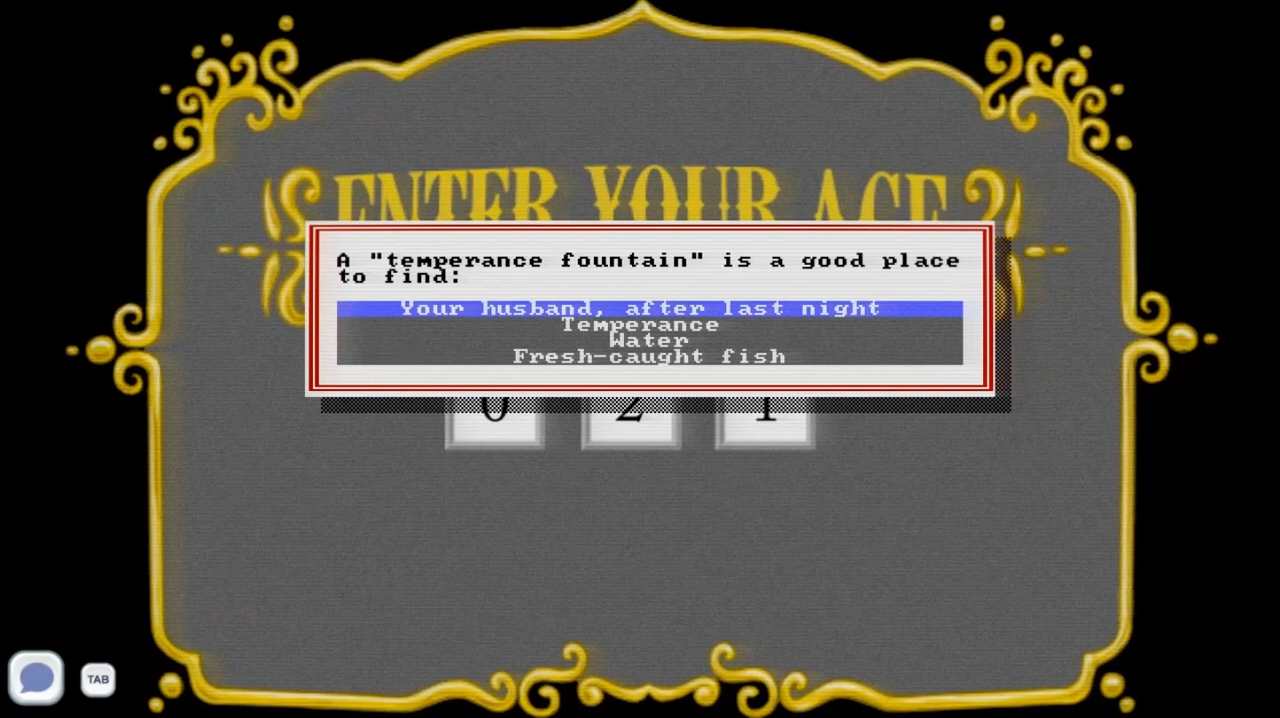 ENTER YOUR AGE
A "temperance fountain" is a good place
to find:
Your husband, after last night
Temperance
Water
Fresh-caught fish
0 2 1
TAB